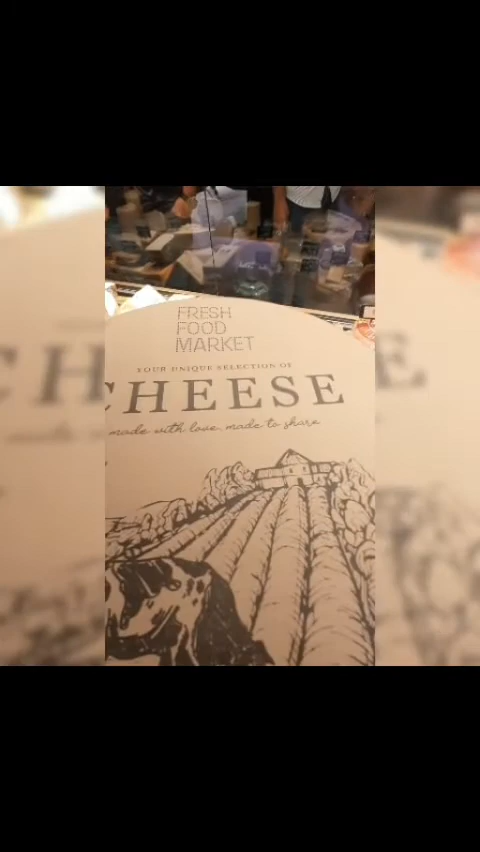 FRESH
FOOD
MARKET
YOUR UNIQUE SELECTION OF
CHEESE
made with love, made to share